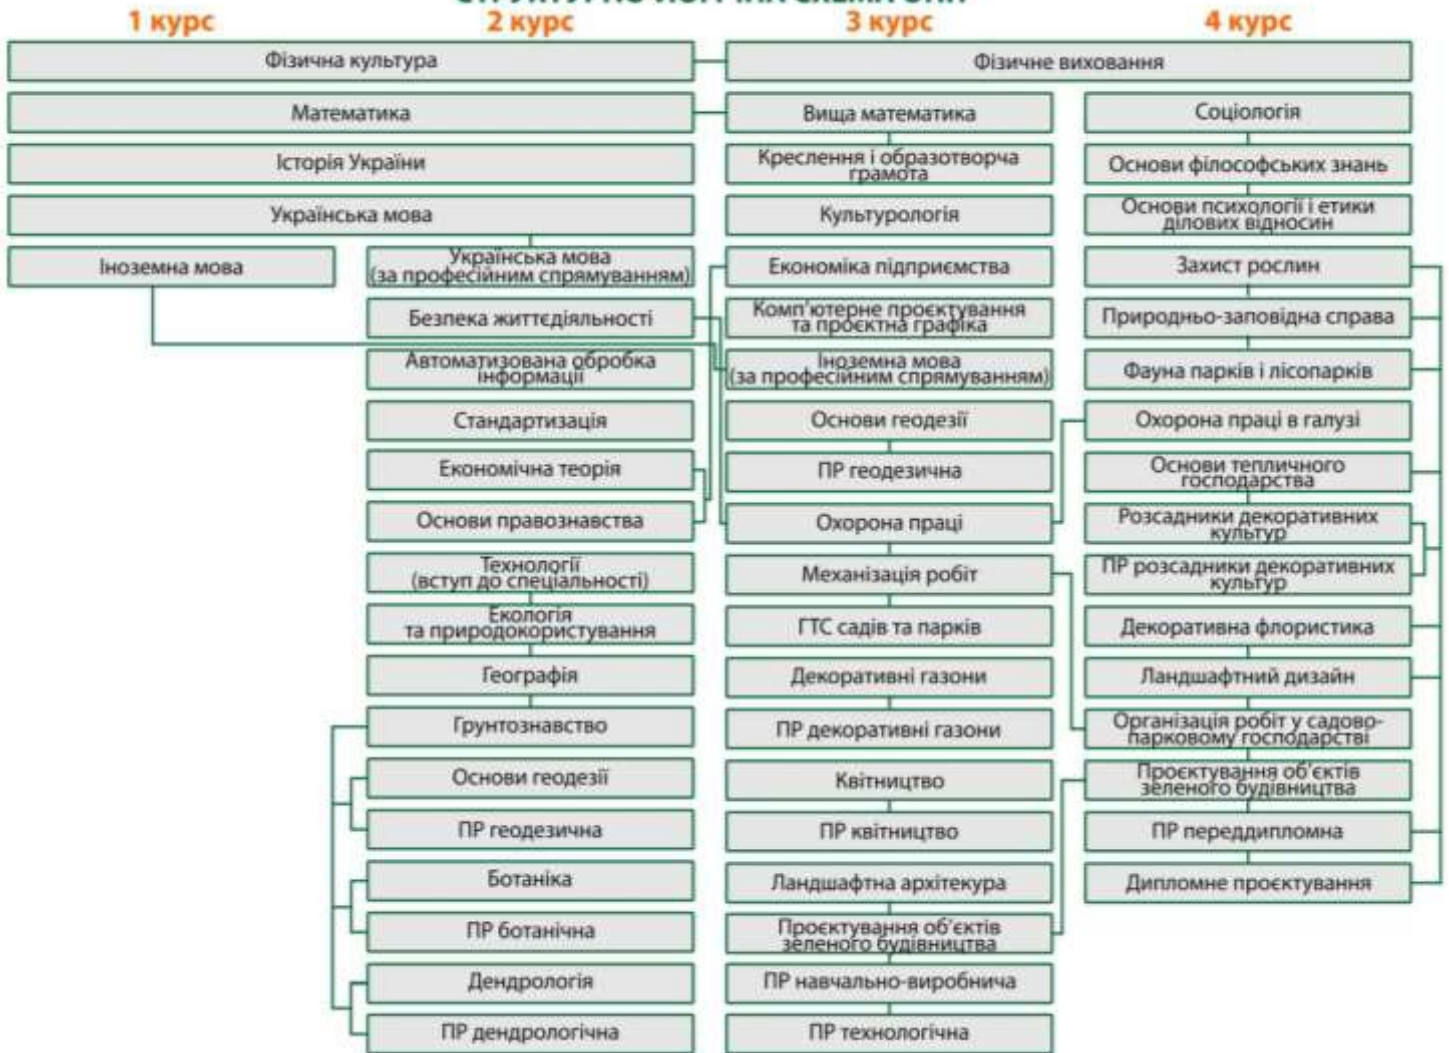 1 курс
2 курс
3 курс
4 курс
Фізична культура
Фізичне виховання
Математика
Вища математика
Соціологія
Історія України
Креслення і образотворча
грамота
Основи філософських знань
Українська мова
Культурологія
Основи психології і етики
ділових відносин
Іноземна мова
Українська мова
(за професійним спрямуванням)
Економіка підприємства
Захист рослин
Безпека життєдіяльності
Комп'ютерне проєктування
та проєктна графіка
Природньо-заповідна справа
Автоматизована обробка
інформації
Іноземна мова
(за професійним спрямуванням)
Фауна парків і лісопарків
Стандартизація
Основи геодезії
Охорона праці в галузі
Економічна теорія
ПР геодезична
Основи тепличного
господарства
Основи правознавства
Охорона праці
Розсадники декоративних
культур
Технології
(вступ до спеціальності)
Механізація робіт
ПР розсадники декоративних
культур
Екологія
та природокористування
ГТС садів та парків
Декоративна флористика
Географія
Декоративні газони
Ландшафтний дизайн
Грунтознавство
ПР декоративні газони
Організація робіт у садово-
парковому господарстві
Основи геодезії
Квітництво
Проєктування об'єктів
зеленого будівництва
ПР геодезична
ПР квітництво
ПР переддипломна
Ботаніка
Ландшафтна архітекура
Дипломне проєктування
ПР ботанічна
Проєктування об'єктів
зеленого будівництва
Дендрологія
ПР навчально-виробнича
ПР дендрологічна
ПР технологічна